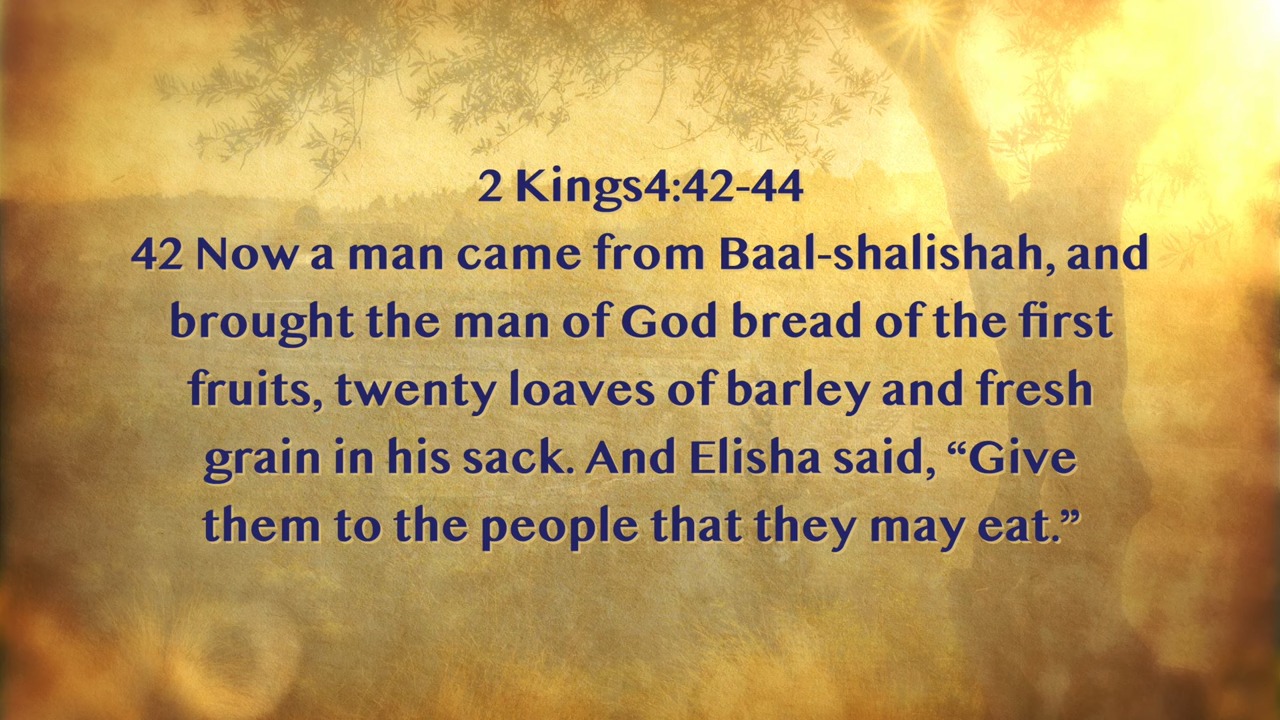 2 Kings4:42-44
42 Now a man came from Baal-shalishah, and
brought the man of God bread of the first
fruits, twenty loaves of barley and fresh
grain in his sack. And Elisha said, “Give
them to the people that they may eat.”